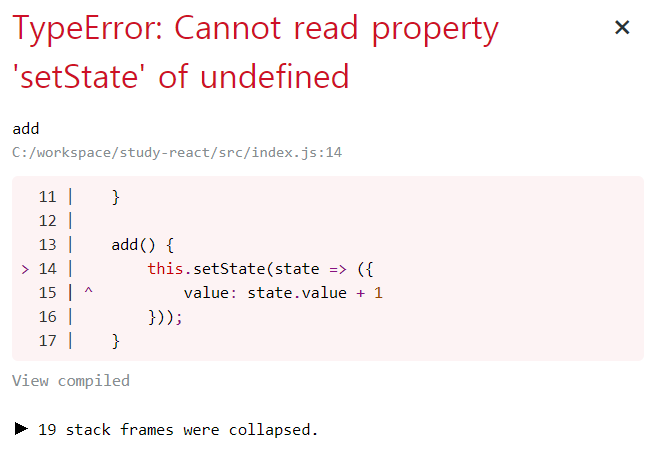 TypeError: Cannot read property
'setState' of undefined
×
add
C:/workspace/study-react/src/index.js:14
  11 |     }
  12 | 
  13 |     add() {
> 14 |         this.setState(state => ({
  15 | ^           value: state.value + 1
  16 |         }));
  17 |     }
View compiled
▶ 19 stack frames were collapsed.